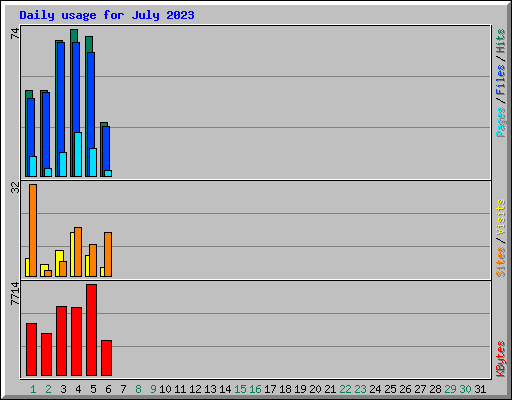 Daily usage for July 2023
74
32
7714
Pages/Files/Hits
Sites/Visits
KBytes
1 2 3 4 5 6 7 8 9 10 11 12 13 14 15 16 17 18 19 20 21 22 23 24 25 26 27 28 29 30 31